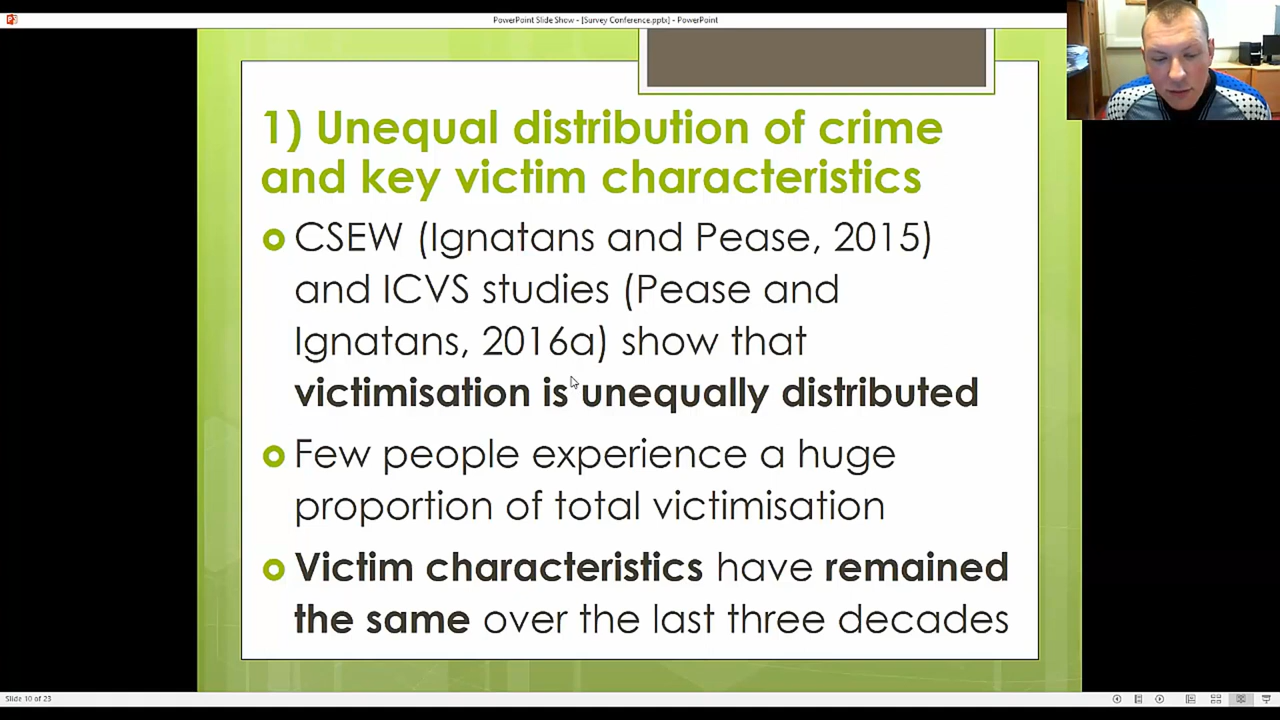 PowerPoint Slide Show - [Survey Conference.pptx] - PowerPoint
1) Unequal distribution of crime
and key victim characteristics
CSEW (Ignatans and Pease, 2015)
and ICVS studies (Pease and
Ignatans, 2016a) show that
victimisation is unequally distributed
Few people experience a huge
proportion of total victimisation
Victim characteristics have remained
the same over the last three decades
Slide 10 of 23